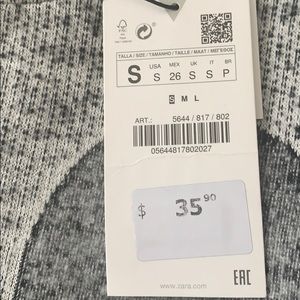 FSC
TALLA / SIZE / TAMANHO / TAILLE / MAAT /
S
USA MEX UK IT BR
S 26 S S P
S M L
ART.: 5644 / 817 / 802
05644817802027
$ 35 90
www.zara.com
EAC